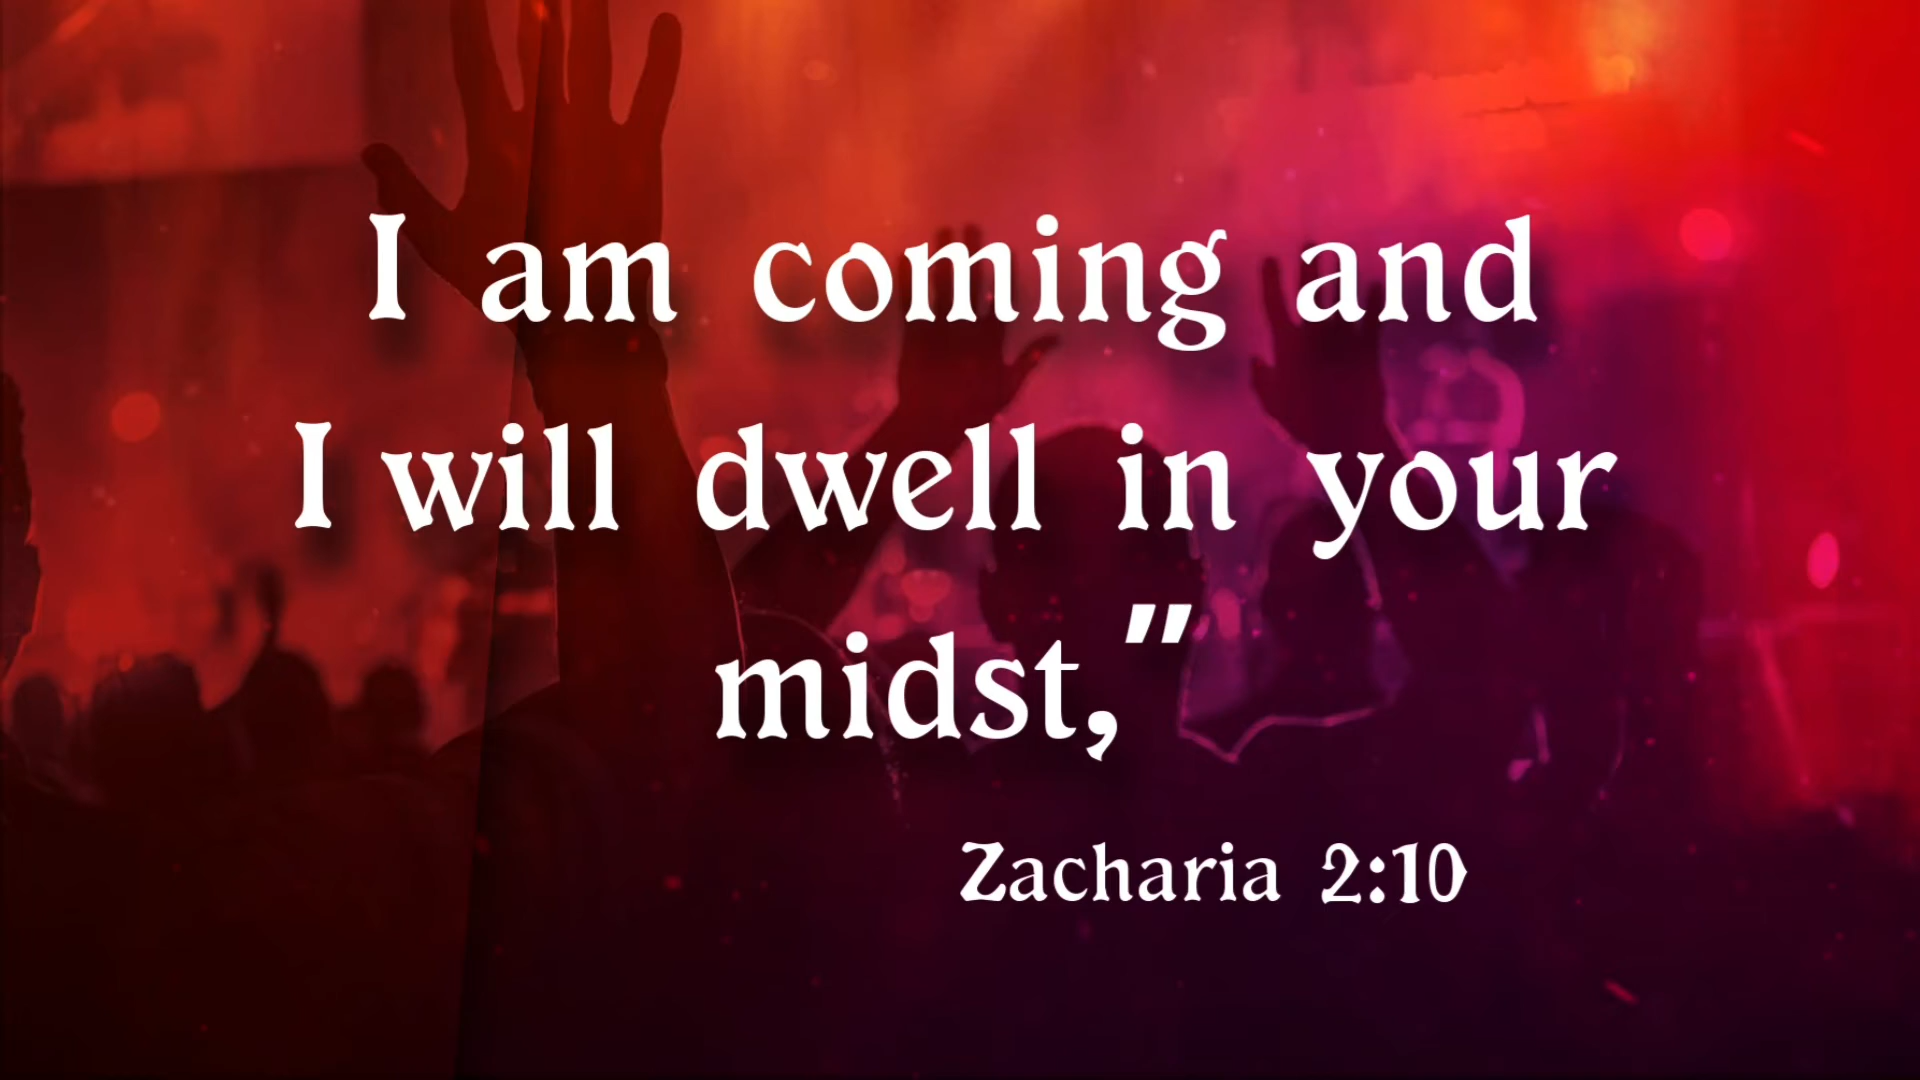 I am coming and
I will dwell in your
midst,"
Zacharia 2:10